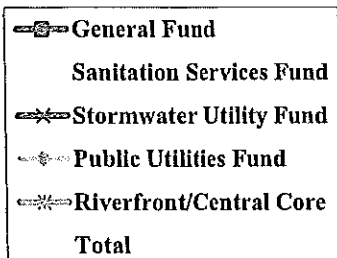 General Fund
Sanitation Services Fund
Stormwater Utility Fund
Public Utilities Fund
Riverfront/Central Core
Total